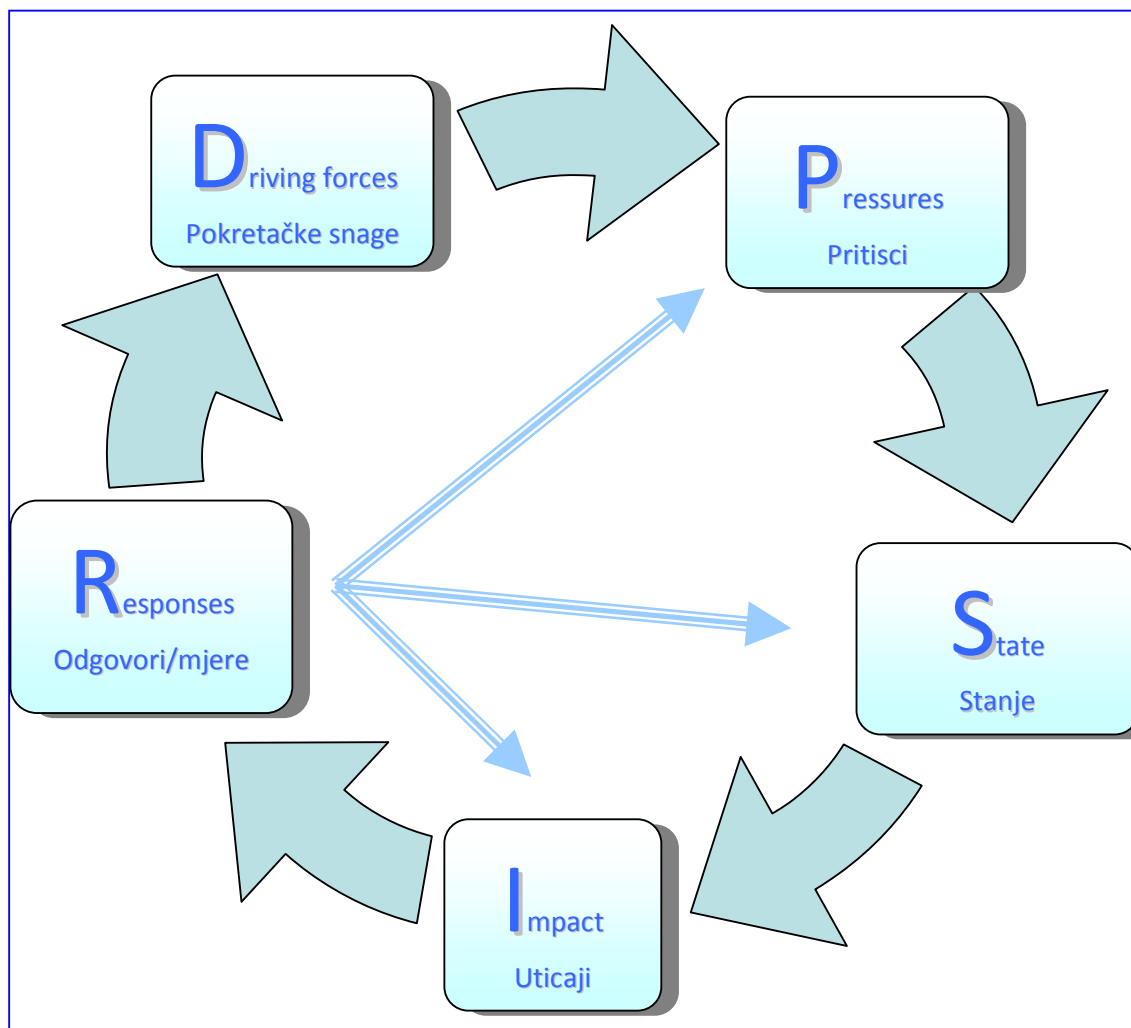 Driving forces
Pokretačke snage
Pressures
Pritisci
State
Stanje
Impact
Uticaji
Responses
Odgovori/mjere